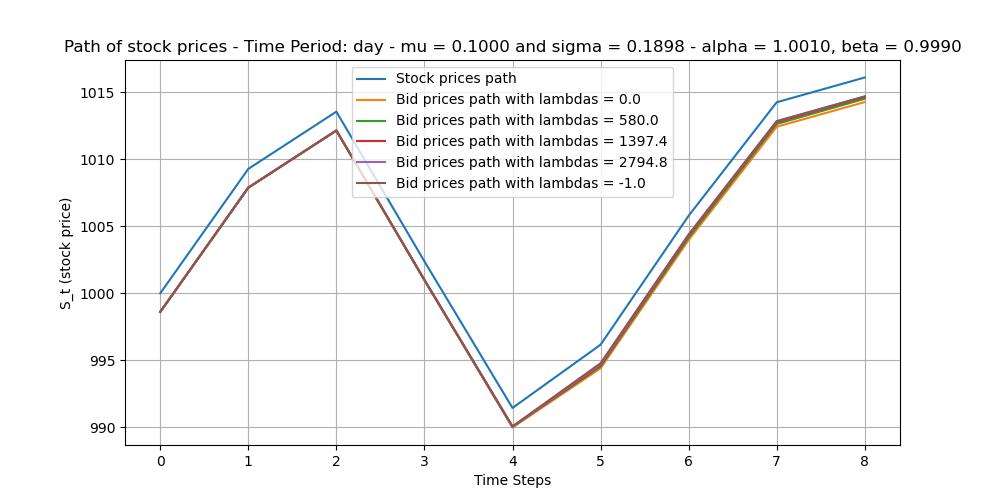 Path of stock prices - Time Period: day - mu = 0.1000 and sigma = 0.1898 - alpha = 1.0010, beta = 0.9990
Stock prices path
Bid prices path with lambdas = 0.0
Bid prices path with lambdas = 580.0
Bid prices path with lambdas = 1397.4
Bid prices path with lambdas = 2794.8
Bid prices path with lambdas = -1.0
S_t (stock price)
1015
1010
1005
1000
995
990
0 1 2 3 4 5 6 7 8
Time Steps